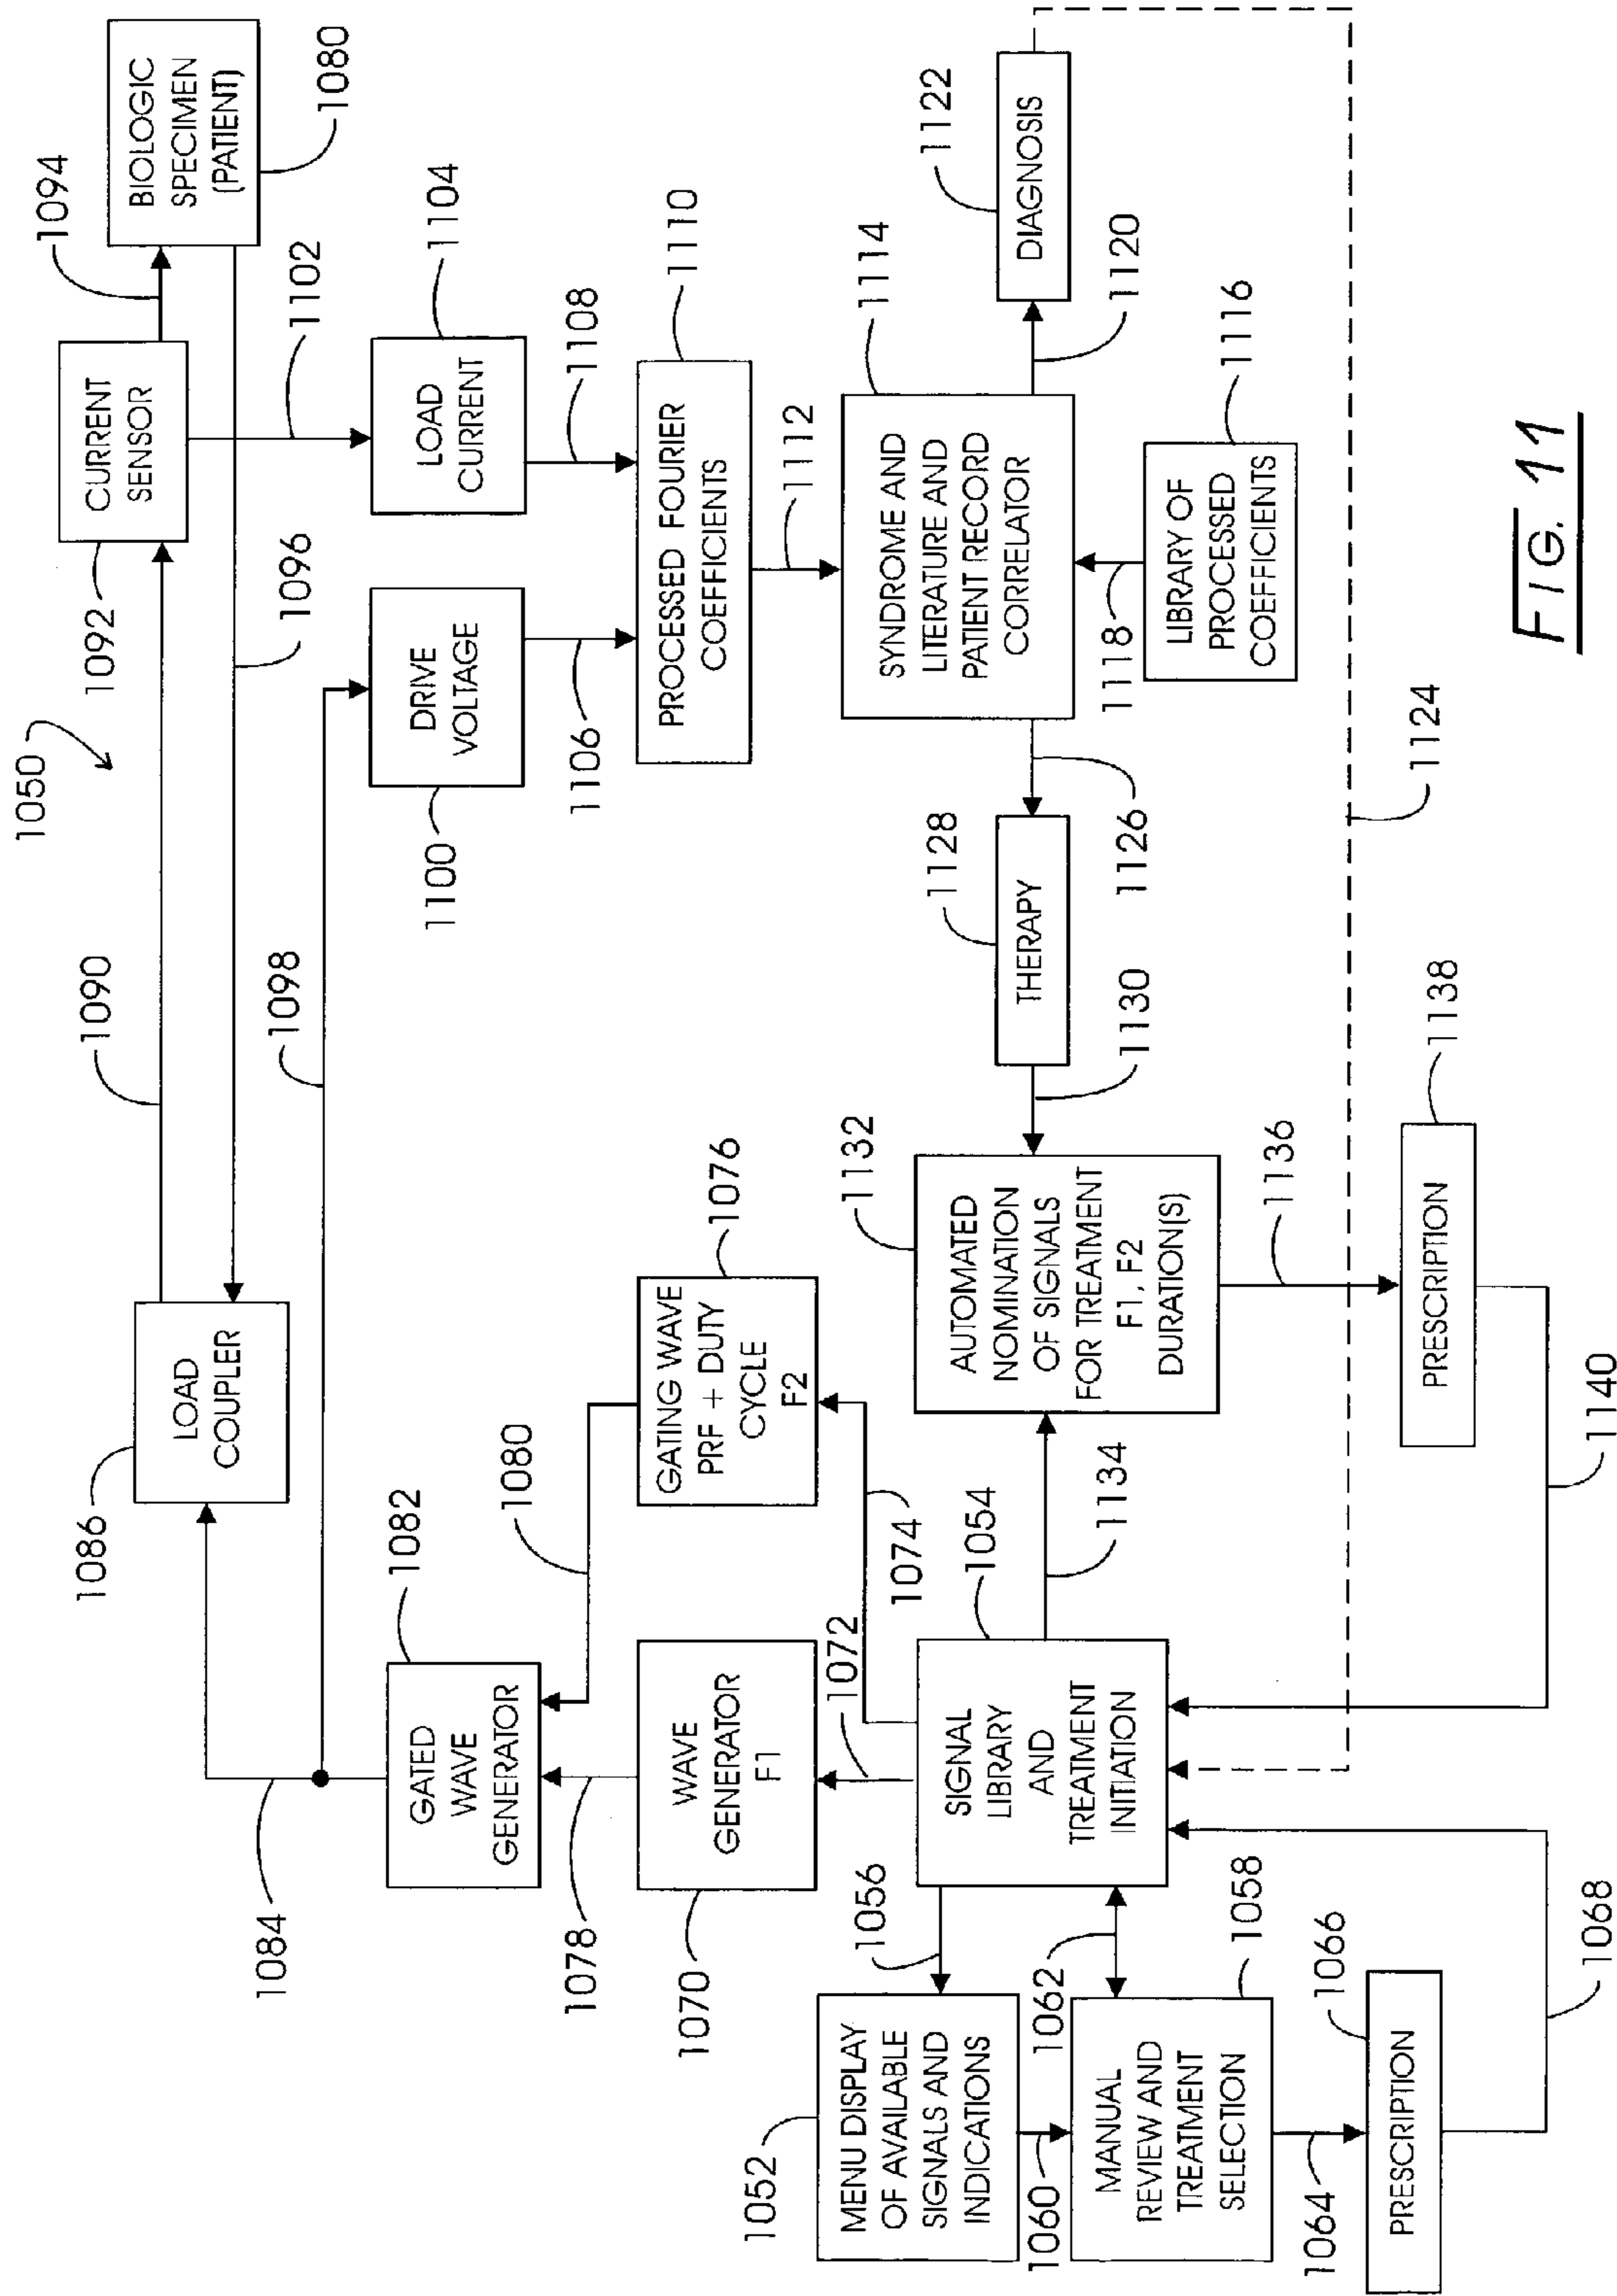 1050
1086
LOAD
COUPLER
1090
1092
CURRENT
SENSOR
1094
BIOLOGIC
SPECIMEN
(PATIENT)
1080
1084
1098
1096
1102
1082
GATED
WAVE
GENERATOR
1080
1100
DRIVE
VOLTAGE
LOAD
CURRENT
1104
1078
1106
1108
1070
WAVE
GENERATOR
F1
GATING WAVE
PRF + DUTY
CYCLE
F2
1076
PROCESSED FOURIER
COEFFICIENTS
1110
1072
1074
1112
1056
1052
MENU DISPLAY
OF AVAILABLE
SIGNALS AND
INDICATIONS
SIGNAL
LIBRARY
AND
TREATMENT
INITIATION
1054
1134
AUTOMATED
NOMINATION
OF SIGNALS
FOR TREATMENT
F1, F2
DURATION(S)
1132
1130
THERAPY
1128
1126
SYNDROME AND
LITERATURE AND
PATIENT RECORD
CORRELATOR
1114
1120
DIAGNOSIS
1122
1060
1062
MANUAL
REVIEW AND
TREATMENT
SELECTION
1058
1118
LIBRARY OF
PROCESSED
COEFFICIENTS
1116
1064
1066
PRESCRIPTION
1068
1136
PRESCRIPTION
1138
1140
1124
FIG. 11